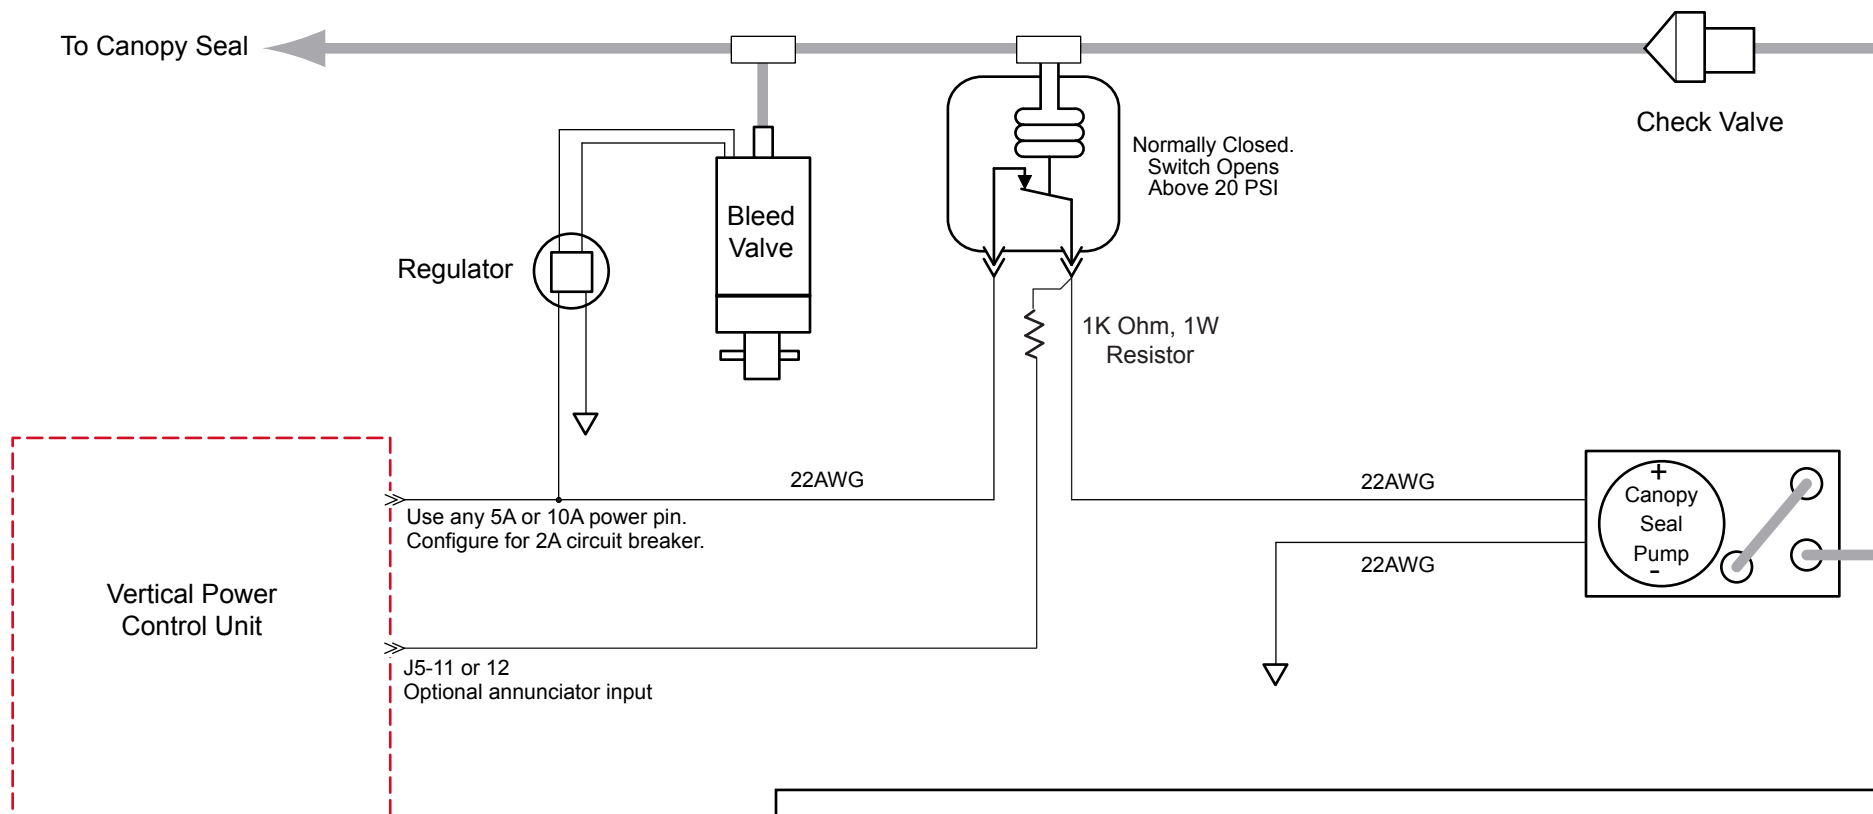 To Canopy Seal
Check Valve
Normally Closed.
Switch Opens
Above 20 PSI
Bleed
Valve
Regulator
1K Ohm, 1W
Resistor
22AWG
22AWG
Use any 5A or 10A power pin.
Configure for 2A circuit breaker.
+
Canopy
Seal
Pump
-
22AWG
Vertical Power
Control Unit
J5-11 or 12
Optional annunciator input